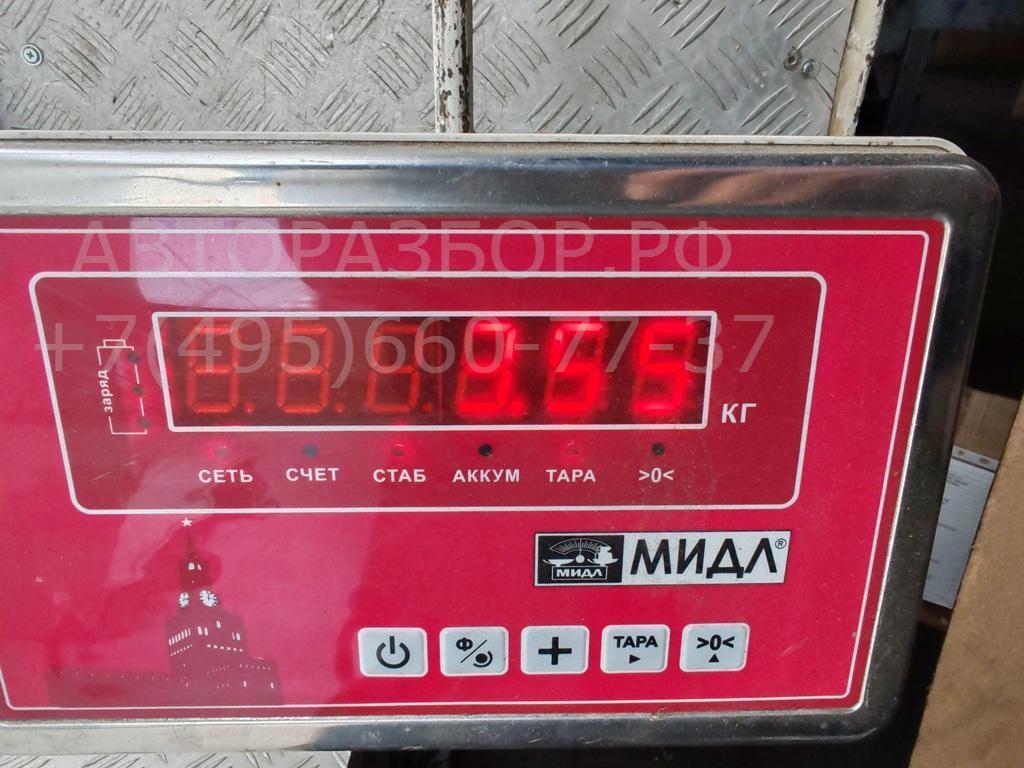 АВТОРАЗБОР.РФ
+7(495)660-77-37
заряд
КГ
СЕТЬ СЧЕТ СТАБ АККУМ ТАРА >0<
МИДЛ МИДЛ®
Ф/ + ТАРА >0<